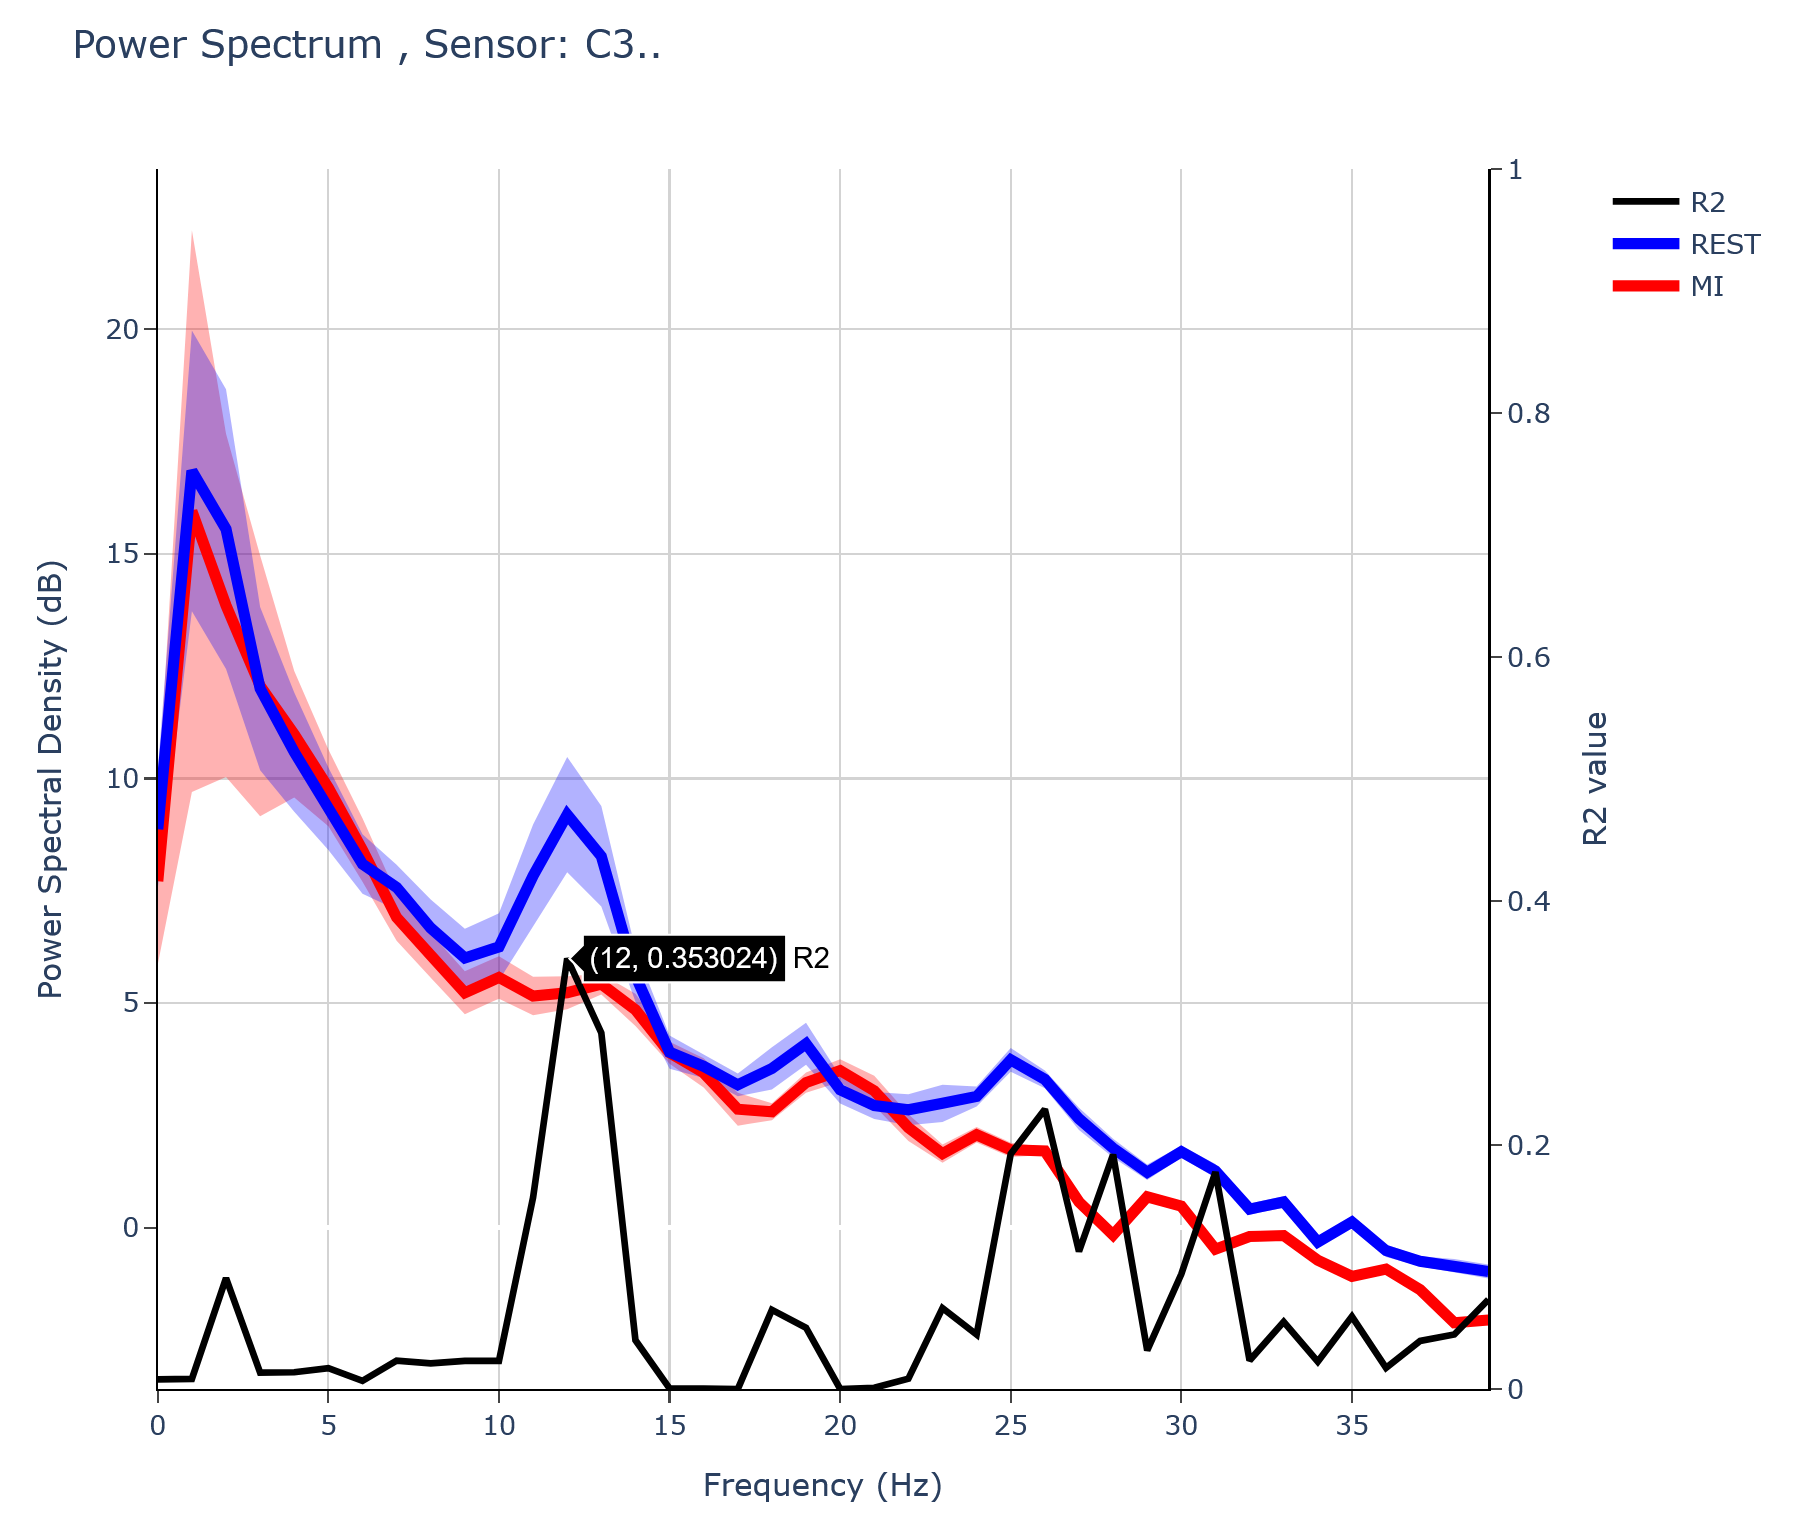 Power Spectrum , Sensor: C3..
R2
REST
MI
Power Spectral Density (dB)
20
15
10
5
0
(12, 0.353024) R2
1
0.8
0.6
0.4
0.2
0
R2 value
0 5 10 15 20 25 30 35
Frequency (Hz)